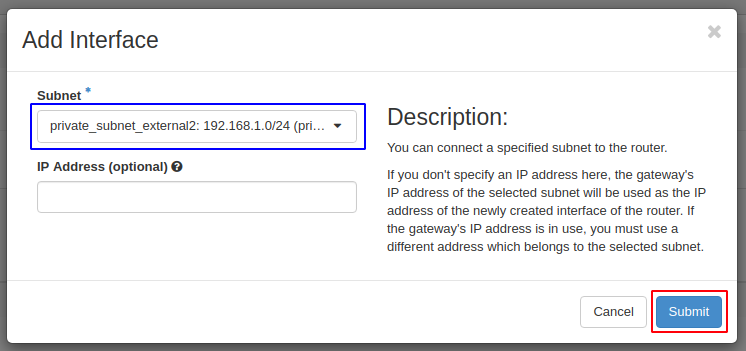 Add Interface
×
Subnet *
private_subnet_external2: 192.168.1.0/24 (pri...
IP Address (optional)
Description:
You can connect a specified subnet to the router.
If you don't specify an IP address here, the gateway's
IP address of the selected subnet will be used as the IP
address of the newly created interface of the router. If
the gateway's IP address is in use, you must use a
different address which belongs to the selected subnet.
Cancel
Submit